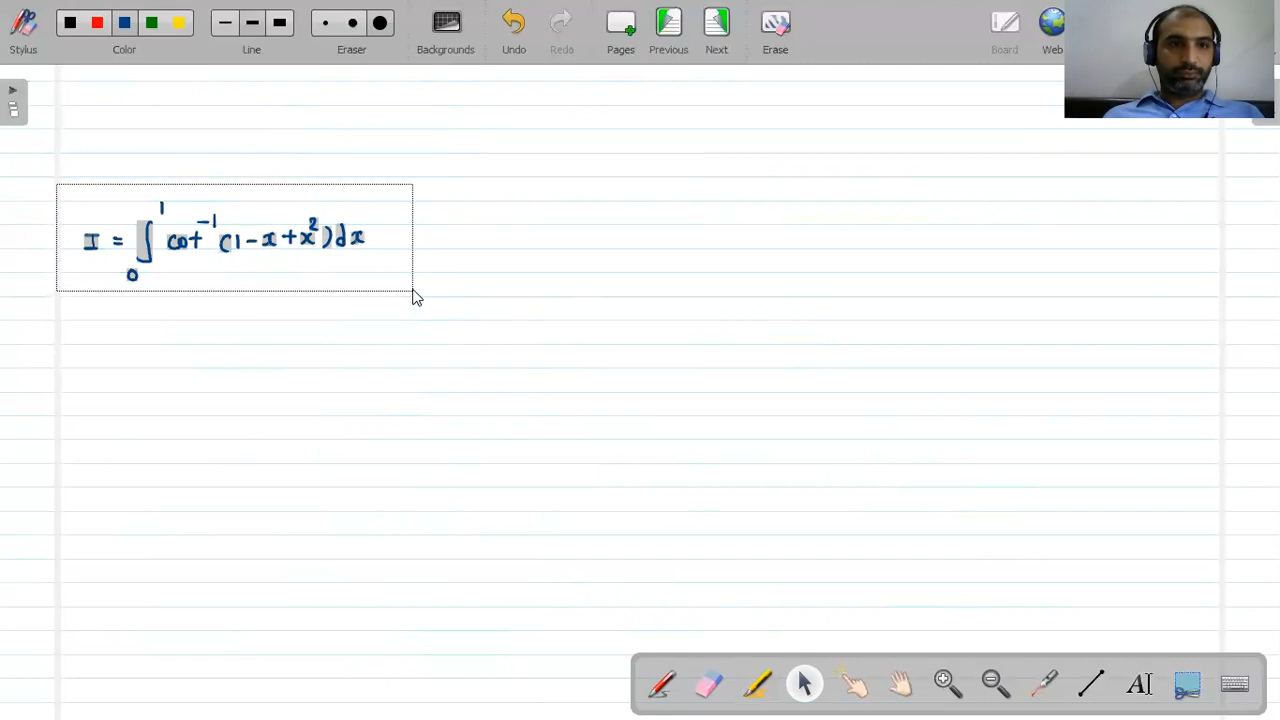 Stylus
Color
Line
Eraser
Backgrounds
Undo
Redo
Pages
Previous
Next
Erase
Board
Web
I = ∫₀¹ cot⁻¹ (1 - x + x²) dx